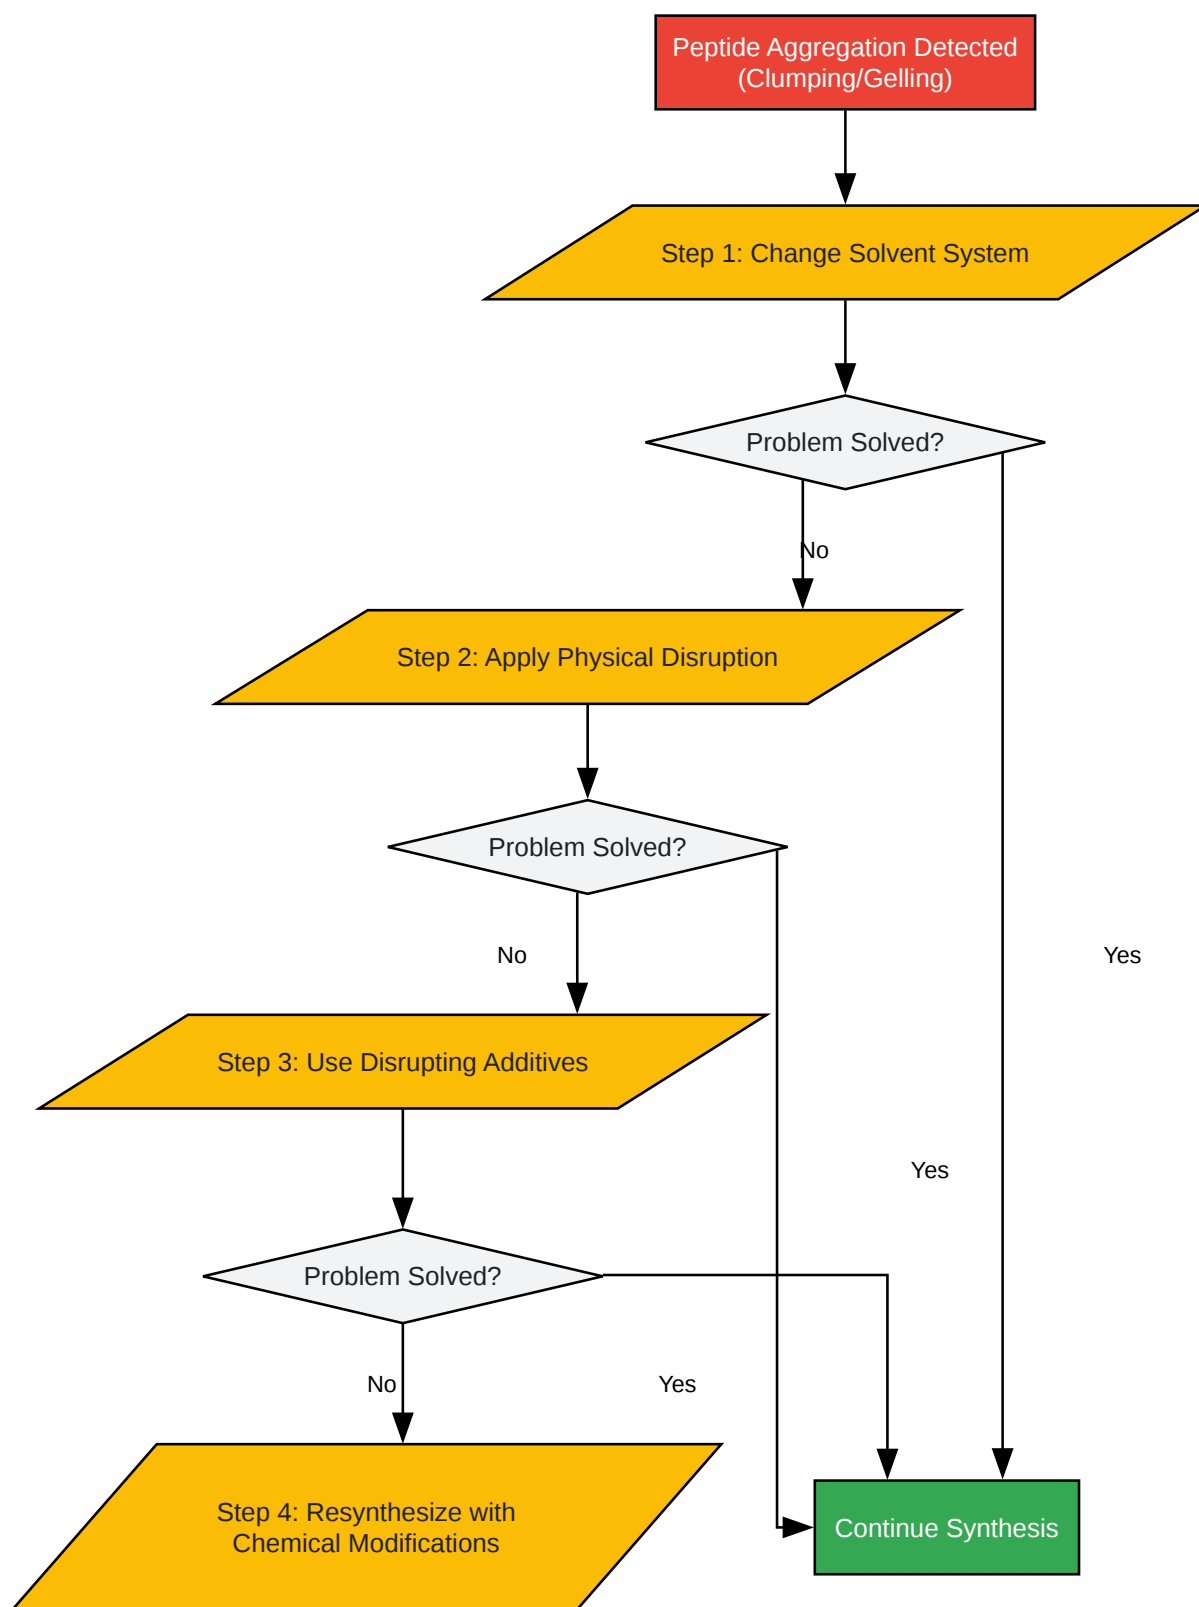 Peptide Aggregation Detected
(Clumping/Gelling)
Step 1: Change Solvent System
Problem Solved?
No
Step 2: Apply Physical Disruption
Problem Solved?
No
Yes
Step 3: Use Disrupting Additives
Yes
Problem Solved?
No
Yes
Step 4: Resynthesize with
Chemical Modifications
Continue Synthesis